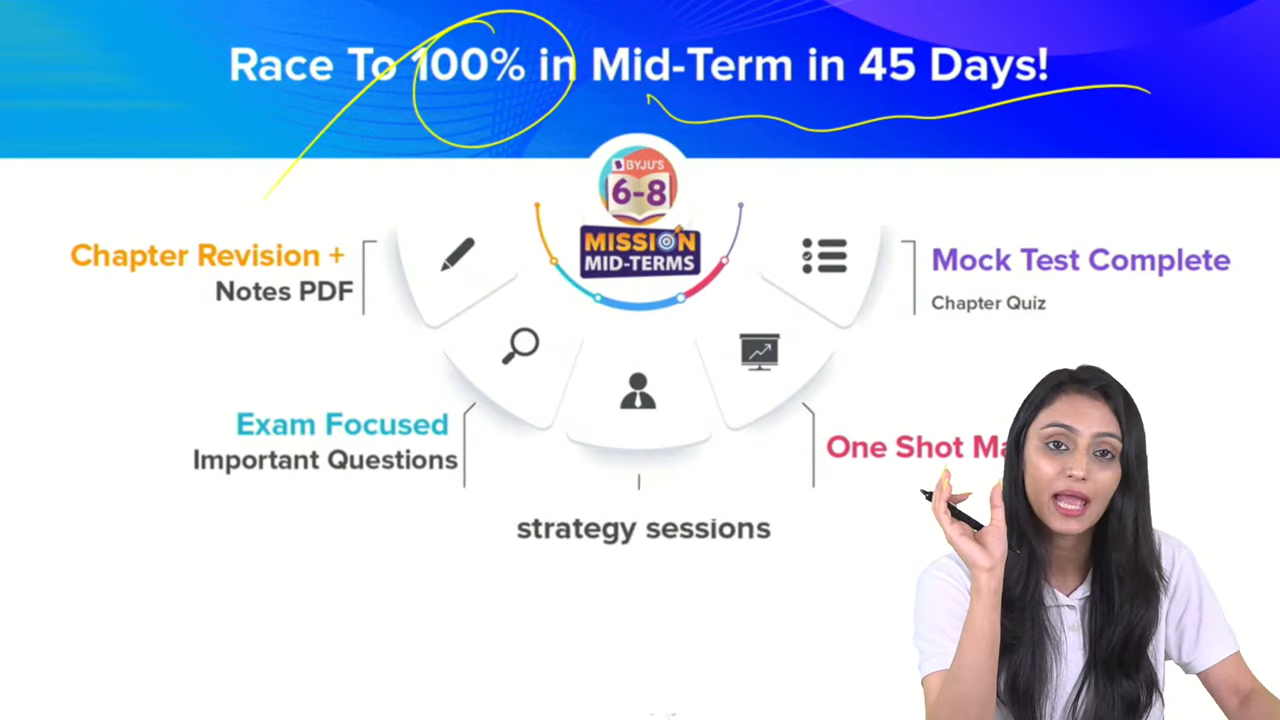 Race To 100% in Mid-Term in 45 Days!
BYJU'S
6-8
MISSION
MID-TERMS
Chapter Revision +
Notes PDF
Mock Test Complete
Chapter Quiz
Exam Focused
Important Questions
One Shot
strategy sessions